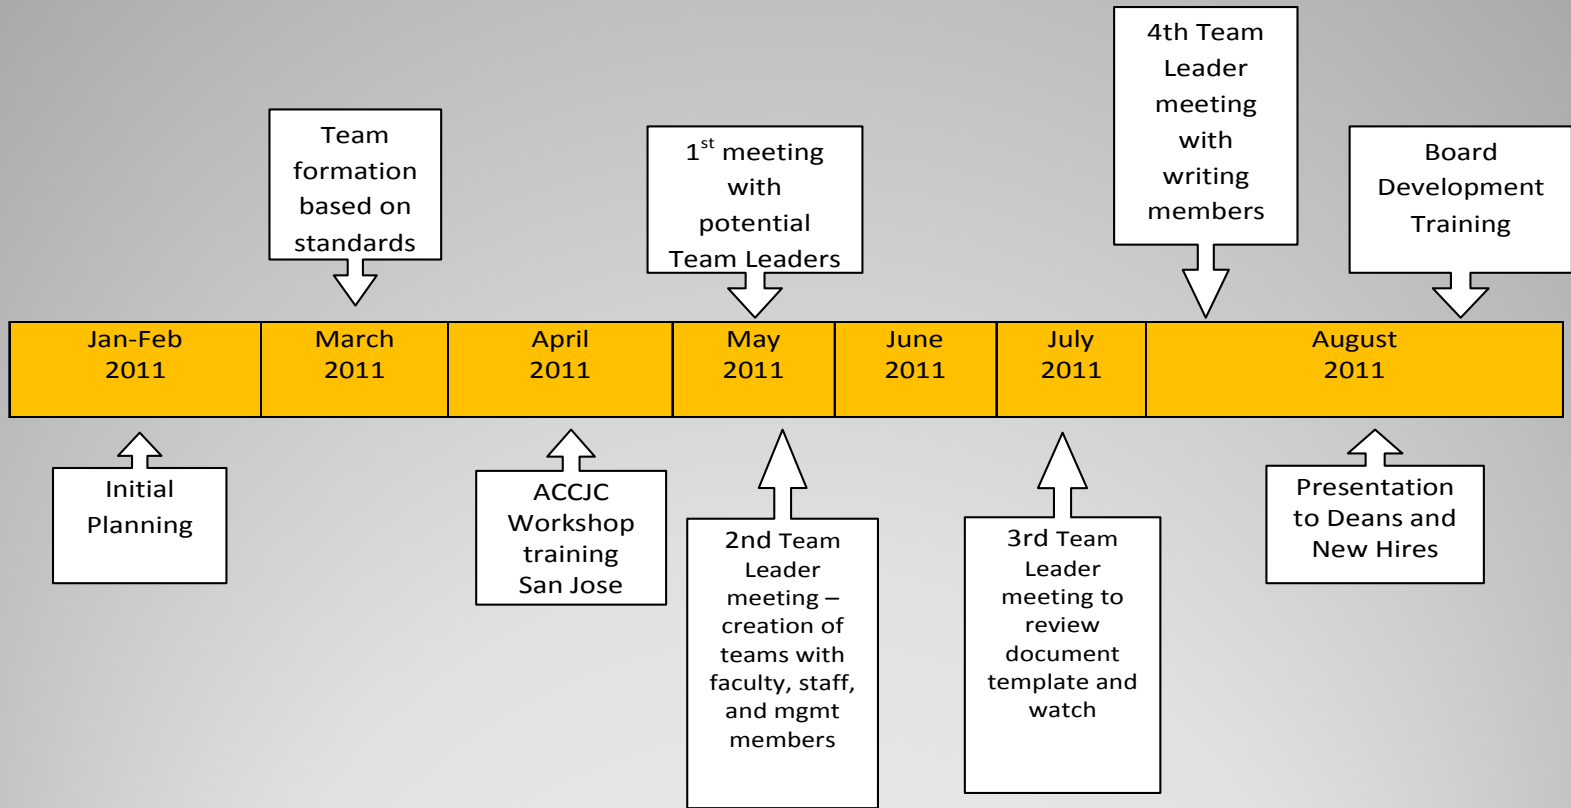 4th Team
Leader
meeting
with
writing
members
Team
formation
based on
standards
1st meeting
with
potential
Team Leaders
Board
Development
Training
Jan-Feb
2011
March
2011
April
2011
May
2011
June
2011
July
2011
August
2011
Initial
Planning
ACCJC
Workshop
training
San Jose
2nd Team
Leader
meeting –
creation of
teams with
faculty, staff,
and mgmt
members
3rd Team
Leader
meeting to
review
document
template and
watch
Presentation
to Deans and
New Hires